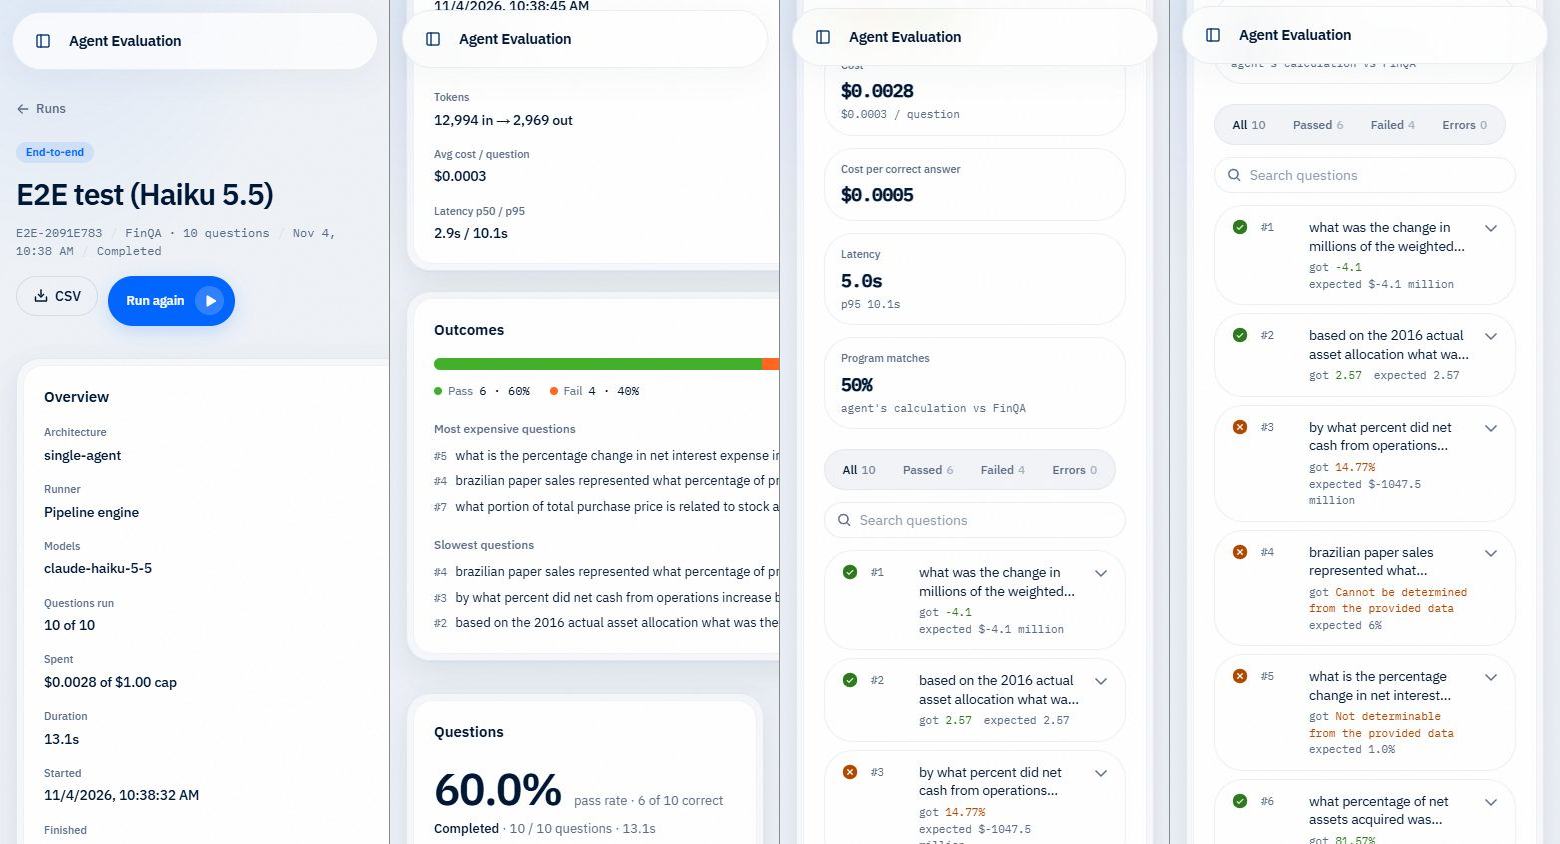 Agent Evaluation
Runs
End-to-end
E2E test (Haiku 5.5)
E2E-2091E783 / FinQA · 10 questions / Nov 4,
10:38 AM / Completed
CSV
Run again
Overview
Architecture
single-agent
Runner
Pipeline engine
Models
claude-haiku-5-5
Questions run
10 of 10
Spent
$0.0028 of $1.00 cap
Duration
13.1s
Started
11/4/2026, 10:38:32 AM
Finished
11/4/2026, 10:38:45 AM
Agent Evaluation
Tokens
12,994 in → 2,969 out
Avg cost / question
$0.0003
Latency p50 / p95
2.9s / 10.1s
Outcomes
Pass 6 · 60% Fail 4 · 40%
Most expensive questions
#5 what is the percentage change in net interest expense
#4 brazilian paper sales represented what percentage of
#7 what portion of total purchase price is related to stock
Slowest questions
#4 brazilian paper sales represented what percentage of
#3 by what percent did net cash from operations increase
#2 based on the 2016 actual asset allocation what was the
Questions
60.0% pass rate · 6 of 10 correct
Completed · 10 / 10 questions · 13.1s
Agent Evaluation
Cost
$0.0028
$0.0003 / question
Cost per correct answer
$0.0005
Latency
5.0s
p95 10.1s
Program matches
50%
agent's calculation vs FinQA
All 10 Passed 6 Failed 4 Errors 0
Search questions
#1 what was the change in
millions of the weighted...
got -4.1
expected $-4.1 million
#2 based on the 2016 actual
asset allocation what wa...
got 2.57 expected 2.57
#3 by what percent did net
cash from operations...
got 14.77%
expected $-1047.5
million
Agent Evaluation
agent's calculation vs FinQA
All 10 Passed 6 Failed 4 Errors 0
Search questions
#1 what was the change in
millions of the weighted...
got -4.1
expected $-4.1 million
#2 based on the 2016 actual
asset allocation what wa...
got 2.57 expected 2.57
#3 by what percent did net
cash from operations...
got 14.77%
expected $-1047.5
million
#4 brazilian paper sales
represented what...
got Cannot be determined
from the provided data
expected 6%
#5 what is the percentage
change in net interest...
got Not determinable
from the provided data
expected 1.0%
#6 what percentage of net
assets acquired was...
got 81.57%